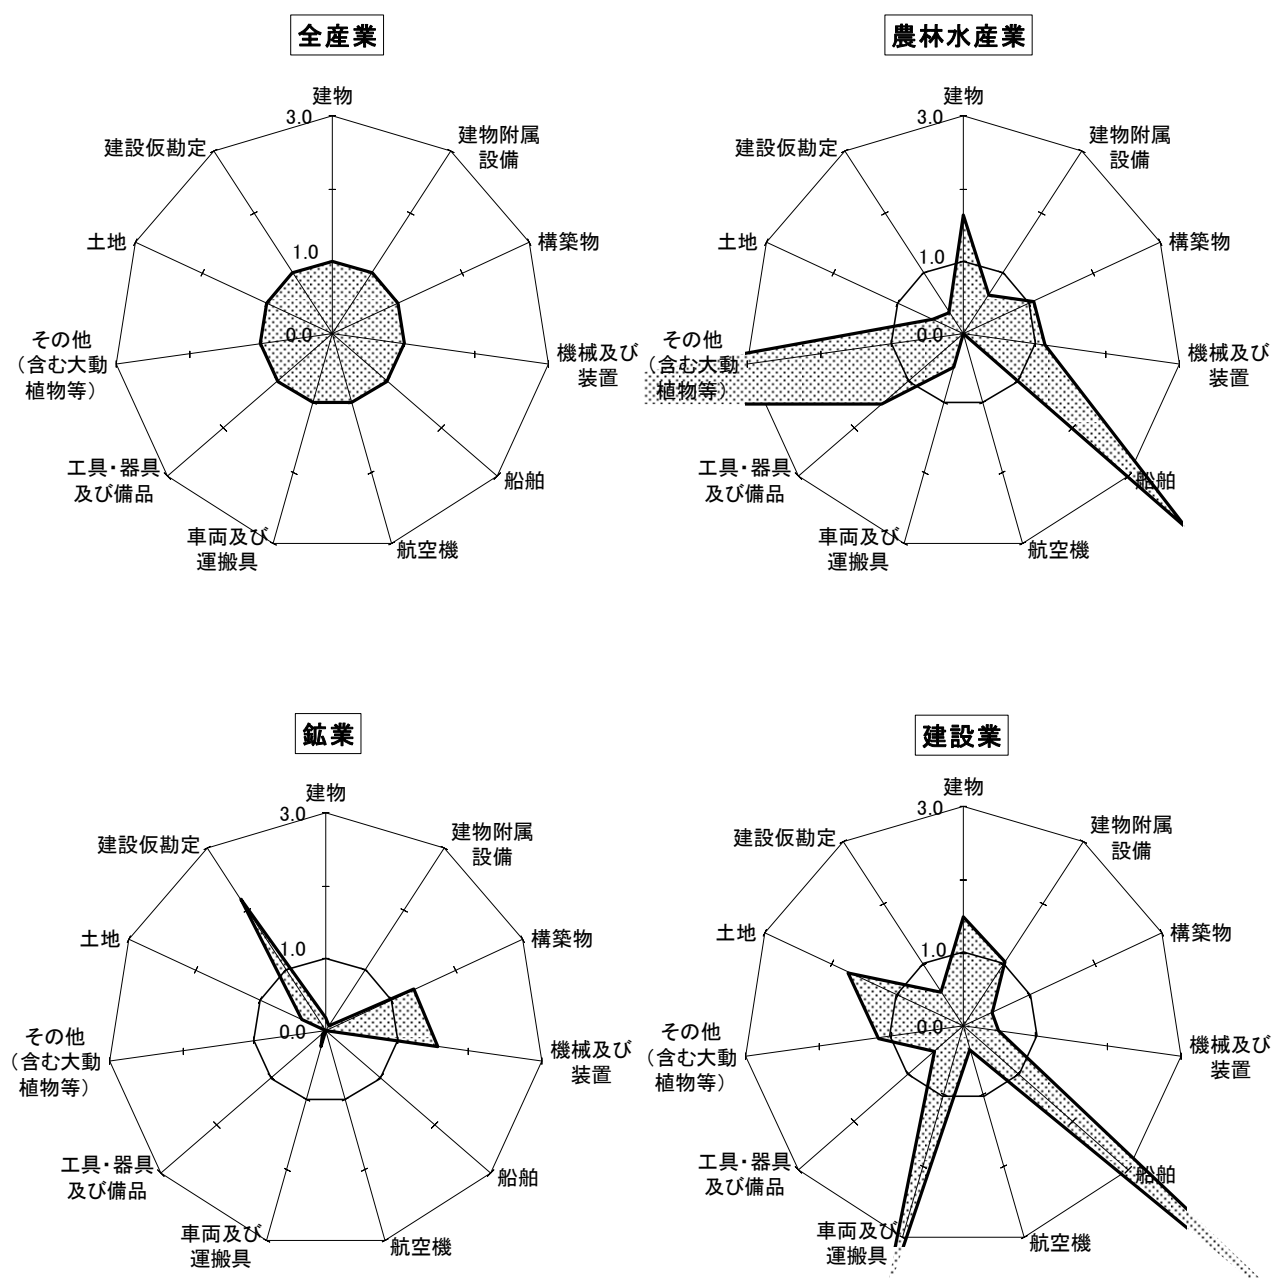 全産業
建物
3.0
建物附属
設備
構築物
機械及び
装置
船舶
航空機
車両及び
運搬具
工具・器具
及び備品
その他
（含む大動
植物等）
土地
建設仮勘定
1.0
0.0
農林水産業
建物
3.0
建物附属
設備
構築物
機械及び
装置
船舶
航空機
車両及び
運搬具
工具・器具
及び備品
その他
（含む大動
植物等）
土地
建設仮勘定
1.0
0.0
鉱業
建物
3.0
建物附属
設備
構築物
機械及び
装置
船舶
航空機
車両及び
運搬具
工具・器具
及び備品
その他
（含む大動
植物等）
土地
建設仮勘定
1.0
0.0
建設業
建物
3.0
建物附属
設備
構築物
機械及び
装置
船舶
航空機
車両及び
運搬具
工具・器具
及び備品
その他
（含む大動
植物等）
土地
建設仮勘定
1.0
0.0